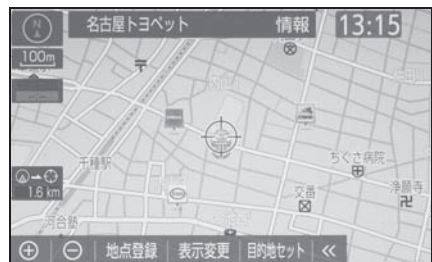 N
名古屋トヨペット 情報 13:15
100m
千種駅
ちくさ病院
1.6 km
交番
浄願寺
河合塾
地点登録 表示変更 目的地セット